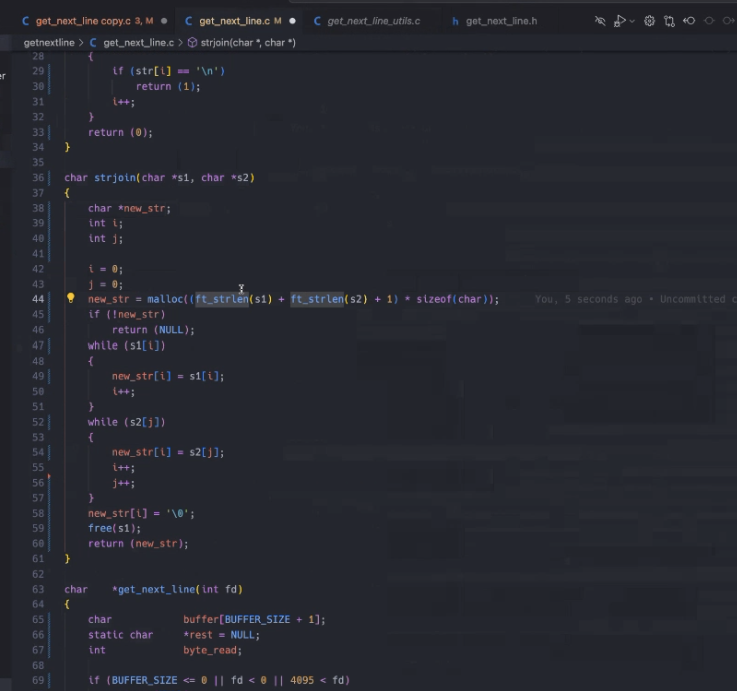 get_next_line copy.c 3, M
get_next_line.c M
get_next_line_utils.c
get_next_line.h
getnextline > C get_next_line.c > strjoin(char *, char *)
er
28 {
29 if (str[i] == '\n')
30 return (1);
31 i++;
32 }
33 return (0);
34 }
35
36 char strjoin(char *s1, char *s2)
37 {
38 char *new_str;
39 int i;
40 int j;
41
42 i = 0;
43 j = 0;
44 new_str = malloc((ft_strlen(s1) + ft_strlen(s2) + 1) * sizeof(char)); You, 5 seconds ago • Uncommitted c
45 if (!new_str)
46 return (NULL);
47 while (s1[i])
48 {
49 new_str[i] = s1[i];
50 i++;
51 }
52 while (s2[j])
53 {
54 new_str[i] = s2[j];
55 i++;
56 j++;
57 }
58 new_str[i] = '\0';
59 free(s1);
60 return (new_str);
61 }
62
63 char *get_next_line(int fd)
64 {
65 char buffer[BUFFER_SIZE + 1];
66 static char *rest = NULL;
67 int byte_read;
68
69 if (BUFFER_SIZE <= 0 || fd < 0 || 4095 < fd)